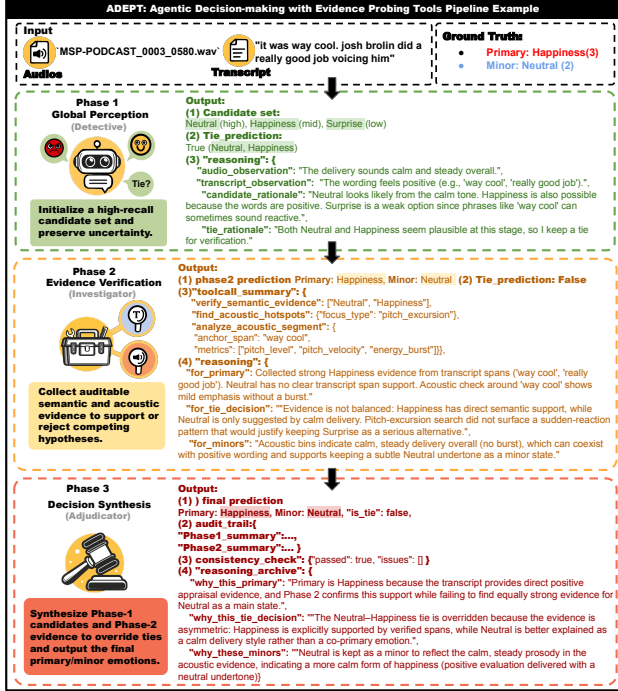 ADEPT: Agentic Decision-making with Evidence Probing Tools Pipeline Example
Input
`MSP-PODCAST_0003_0580.wav`
Audios
"it was way cool. josh brolin did a
really good job voicing him"
Transcript
Ground Truth:
● Primary: Happiness(3)
● Minor: Neutral (2)
Phase 1
Global Perception
(Detective)
Tie?
Initialize a high-recall
candidate set and
preserve uncertainty.
Output:
(1) Candidate set:
Neutral (high), Happiness (mid), Surprise (low)
(2) Tie_prediction:
True (Neutral, Happiness)
(3) "reasoning": {
"audio_observation": "The delivery sounds calm and steady overall.",
"transcript_observation": "The wording feels positive (e.g., 'way cool', 'really good job').",
"candidate_rationale": "Neutral looks likely from the calm tone. Happiness is also possible
because the words are positive. Surprise is a weak option since phrases like 'way cool' can
sometimes sound reactive.",
"tie_rationale": "Both Neutral and Happiness seem plausible at this stage, so I keep a tie
for verification."
Phase 2
Evidence Verification
(Investigator)
T
Collect auditable
semantic and acoustic
evidence to support or
reject competing
hypotheses.
Output:
(1) phase2 prediction Primary: Happiness, Minor: Neutral (2) Tie_prediction: False
(3)"toolcall_summary": {
"verify_semantic_evidence": ["Neutral", "Happiness"],
"find_acoustic_hotspots": {"focus_type": "pitch_excursion"},
"analyze_acoustic_segment": {
"anchor_span": "way cool",
"metrics": ["pitch_level", "pitch_velocity", "energy_burst"]}},
(4) "reasoning": {
"for_primary": Collected strong Happiness evidence from transcript spans ('way cool', 'really
good job'). Neutral has no clear transcript span support. Acoustic check around 'way cool' shows
mild emphasis without a burst."
"for_tie_decision": ""Evidence is not balanced: Happiness has direct semantic support, while
Neutral is only suggested by calm delivery. Pitch-excursion search did not surface a sudden-reaction
pattern that would justify keeping Surprise as a serious alternative.",
"for_minors": "Acoustic bins indicate calm, steady delivery overall (no burst), which can coexist
with positive wording and supports keeping a subtle Neutral undertone as a minor state."
Phase 3
Decision Synthesis
(Adjudicator)
Synthesize Phase-1
candidates and Phase-2
evidence to override ties
and output the final
primary/minor emotions.
Output:
(1) ) final prediction
Primary: Happiness, Minor: Neutral, "is_tie": false,
(2) audit_trail:{
"Phase1_summary":...,
"Phase2_summary":... }
(3) consistency_check": {"passed": true, "issues": [] }
(4) "reasoning_archive": {
"why_this_primary": "Primary is Happiness because the transcript provides direct positive
appraisal evidence, and Phase 2 confirms this support while failing to find equally strong evidence for
Neutral as a main state.",
"why_this_tie_decision": ""The Neutral–Happiness tie is overridden because the evidence is
asymmetric: Happiness is explicitly supported by verified spans, while Neutral is better explained as
a calm delivery style rather than a co-primary emotion.",
"why_these_minors": ""Neutral is kept as a minor to reflect the calm, steady prosody in the
acoustic evidence, indicating a more calm form of happiness (positive evaluation delivered with a
neutral undertone)}